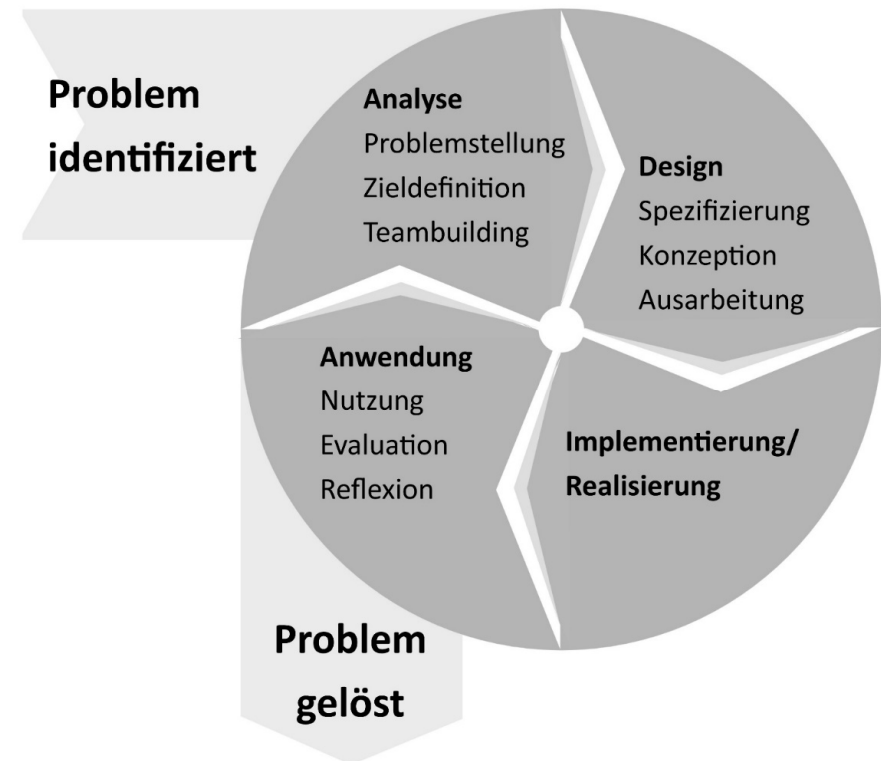 Problem
identifiziert
Analyse
Problemstellung
Zieldefinition
Teambuilding
Design
Spezifizierung
Konzeption
Ausarbeitung
Implementierung/
Realisierung
Anwendung
Nutzung
Evaluation
Reflexion
Problem
gelöst